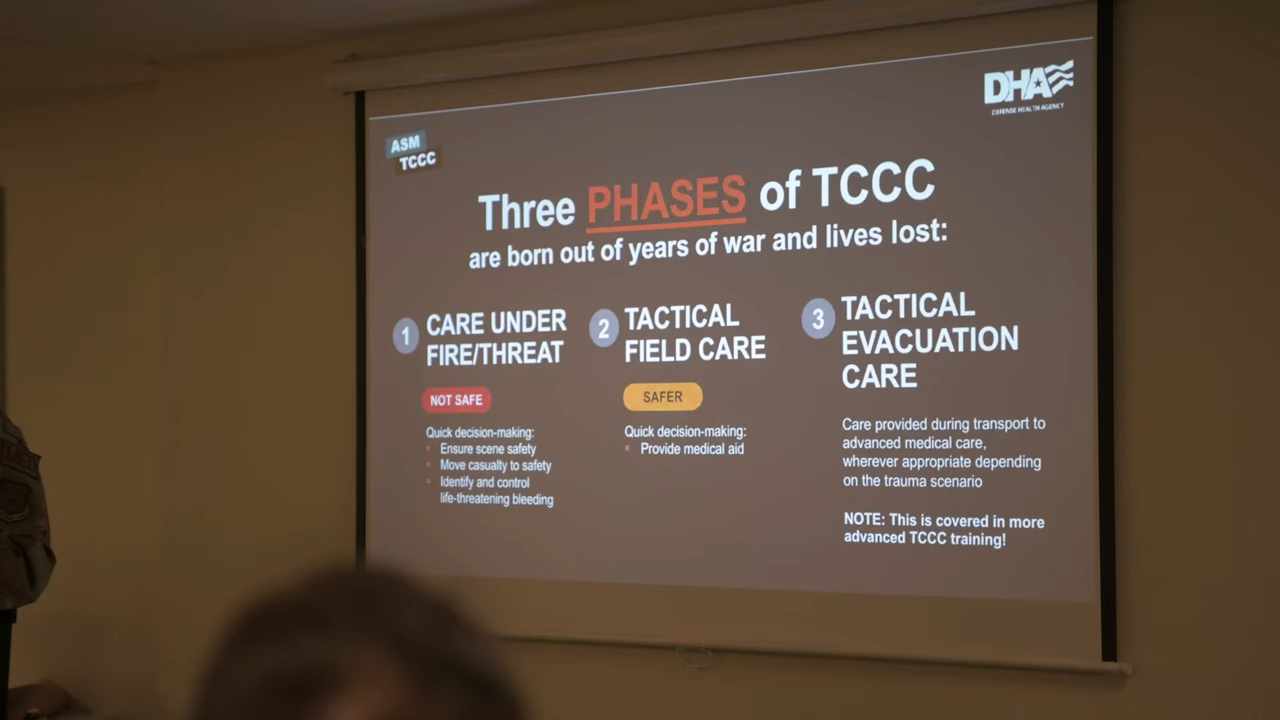 DHA
DEFENSE HEALTH AGENCY
ASM
TCCC
Three PHASES of TCCC
are born out of years of war and lives lost:
1
CARE UNDER
FIRE/THREAT
NOT SAFE
Quick decision-making:
• Ensure scene safety
• Move casualty to safety
• Identify and control
life-threatening bleeding
2
TACTICAL
FIELD CARE
SAFER
Quick decision-making:
• Provide medical aid
3
TACTICAL
EVACUATION
CARE
Care provided during transport to
advanced medical care,
wherever appropriate depending
on the trauma scenario
NOTE: This is covered in more
advanced TCCC training!